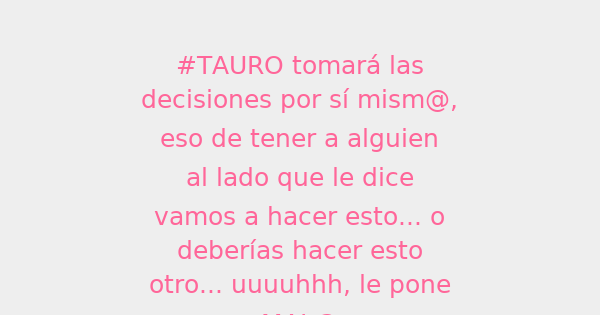 #TAURO tomará las
decisiones por sí mism@,
eso de tener a alguien
al lado que le dice
vamos a hacer esto... o
deberías hacer esto
otro... uuuuhhh, le pone